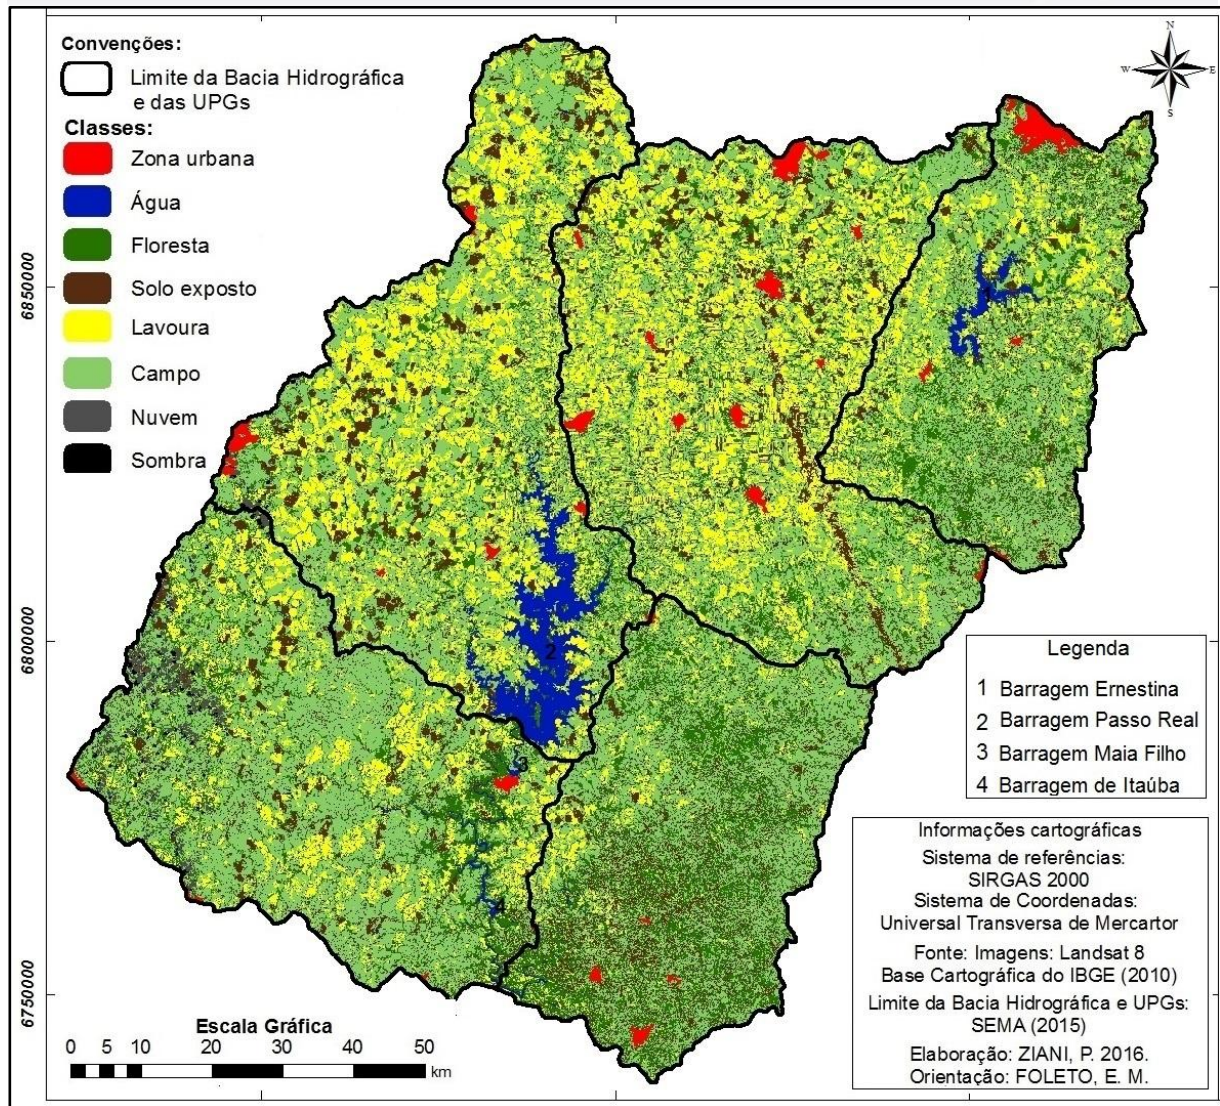 Convenções:
Limite da Bacia Hidrográfica
e das UPGs
Classes:
Zona urbana
Água
Floresta
Solo exposto
Lavoura
Campo
Nuvem
Sombra
N
W E
S
6850000
6800000
6750000
1
2
3
4
Legenda
1 Barragem Ernestina
2 Barragem Passo Real
3 Barragem Maia Filho
4 Barragem de Itaúba
Informações cartográficas
Sistema de referências:
SIRGAS 2000
Sistema de Coordenadas:
Universal Transversa de Mercartor
Fonte: Imagens: Landsat 8
Base Cartográfica do IBGE (2010)
Limite da Bacia Hidrográfica e UPGs:
SEMA (2015)
Elaboração: ZIANI, P. 2016.
Orientação: FOLETO, E. M.
Escala Gráfica
0 5 10 20 30 40 50
km